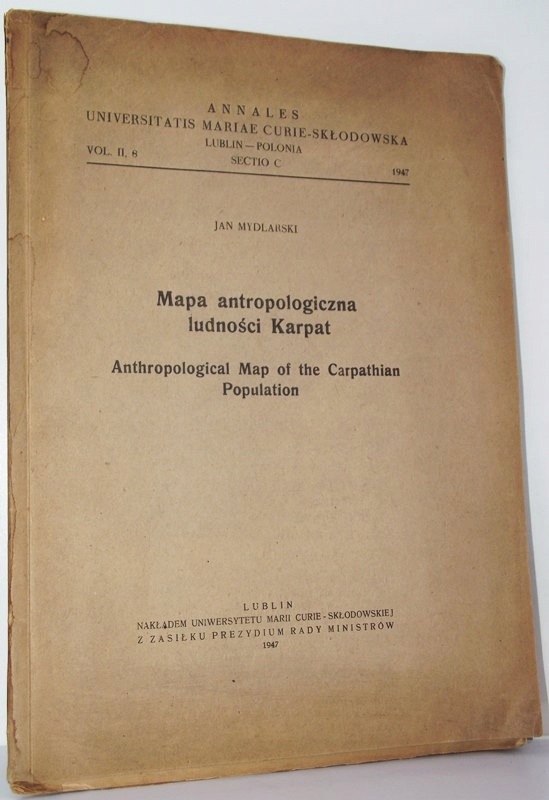 ANNALES
UNIVERSITATIS MARIAE CURIE-SKŁODOWSKA
LUBLIN — POLONIA
VOL. II, 8 SECTIO C 1947
JAN MYDLARSKI
Mapa antropologiczna
ludności Karpat
Anthropological Map of the Carpathian
Population
LUBLIN
NAKŁADEM UNIWERSYTETU MARII CURIE-SKŁODOWSKIEJ
Z ZASIŁKU PREZYDIUM RADY MINISTRÓW
1947